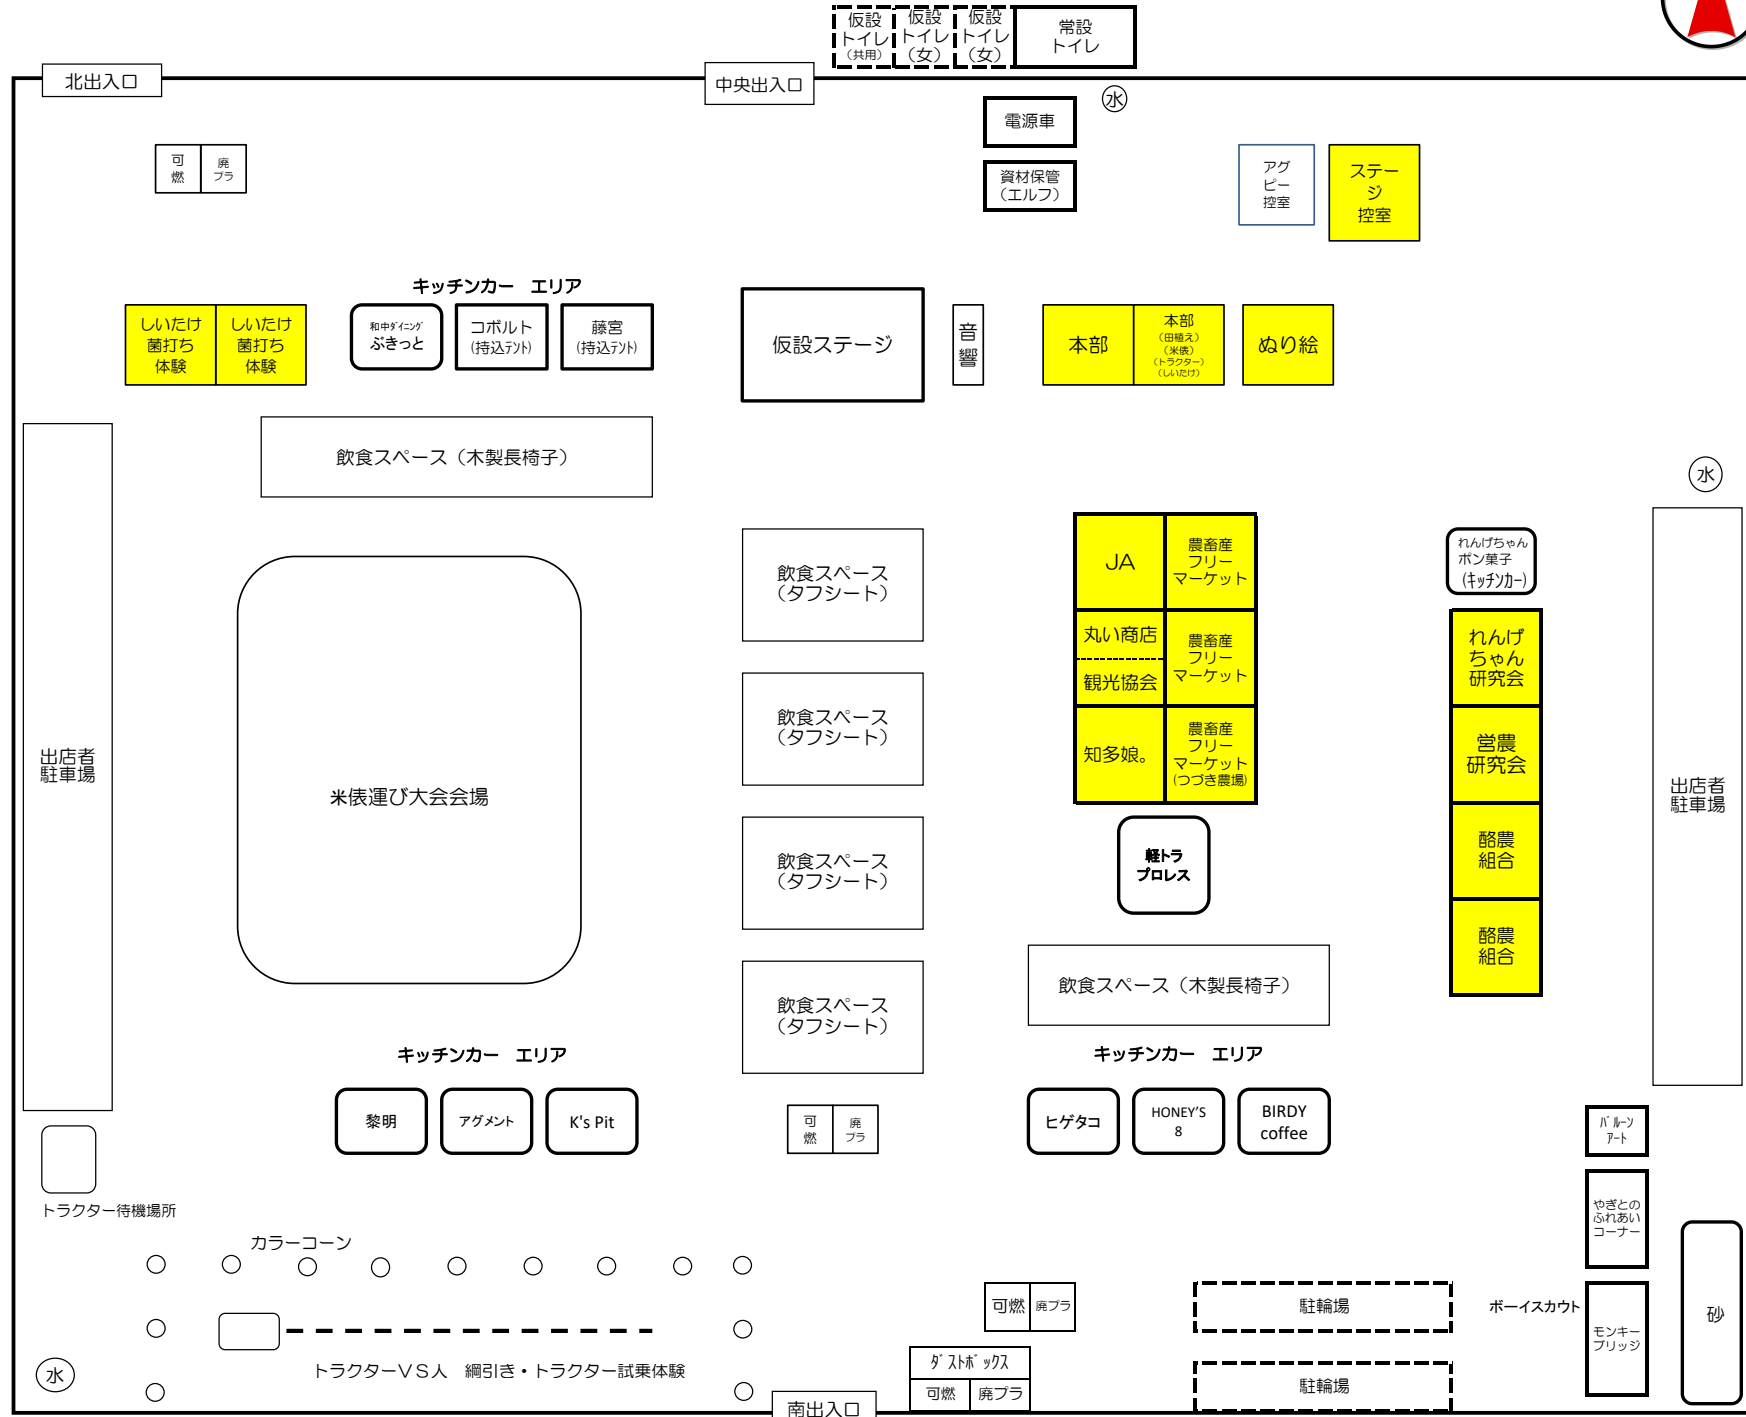 仮設
トイレ
（共用）
仮設
トイレ
（女）
仮設
トイレ
（女）
常設
トイレ
北出入口
中央出入口
水
電源車
資材保管
（エルフ）
可
燃
廃
プラ
アグ
ピー
控室
ステー
ジ
控室
キッチンカー　エリア
しいたけ
菌打ち
体験
しいたけ
菌打ち
体験
和中ダイニング
ぶきっと
コボルト
(持込テント)
藤宮
(持込テント)
仮設ステージ
音
響
本部
本部
（田植え）
（米俵）
（トラクター）
（しいたけ）
ぬり絵
飲食スペース（木製長椅子）
水
出店者
駐車場
米俵運び大会会場
飲食スペース
（タフシート）
飲食スペース
（タフシート）
飲食スペース
（タフシート）
飲食スペース
（タフシート）
JA
農畜産
フリー
マーケット
丸い商店
観光協会
農畜産
フリー
マーケット
知多娘。
農畜産
フリー
マーケット
(つづき農場)
軽トラ
プロレス
飲食スペース（木製長椅子）
れんげちゃん
ポン菓子
(キッチンカー)
れんげ
ちゃん
研究会
営農
研究会
酪農
組合
酪農
組合
出店者
駐車場
キッチンカー　エリア
黎明
アグメント
K's Pit
可
燃
廃
プラ
キッチンカー　エリア
ヒゲタコ
HONEY'S
8
BIRDY
coffee
バルーン
アート
やぎとの
ふれあい
コーナー
トラクター待機場所
カラーコーン
トラクターＶＳ人　綱引き・トラクター試乗体験
水
可燃
廃プラ
ダストボックス
可燃
廃プラ
南出入口
駐輪場
駐輪場
ボーイスカウト
モンキー
ブリッジ
砂